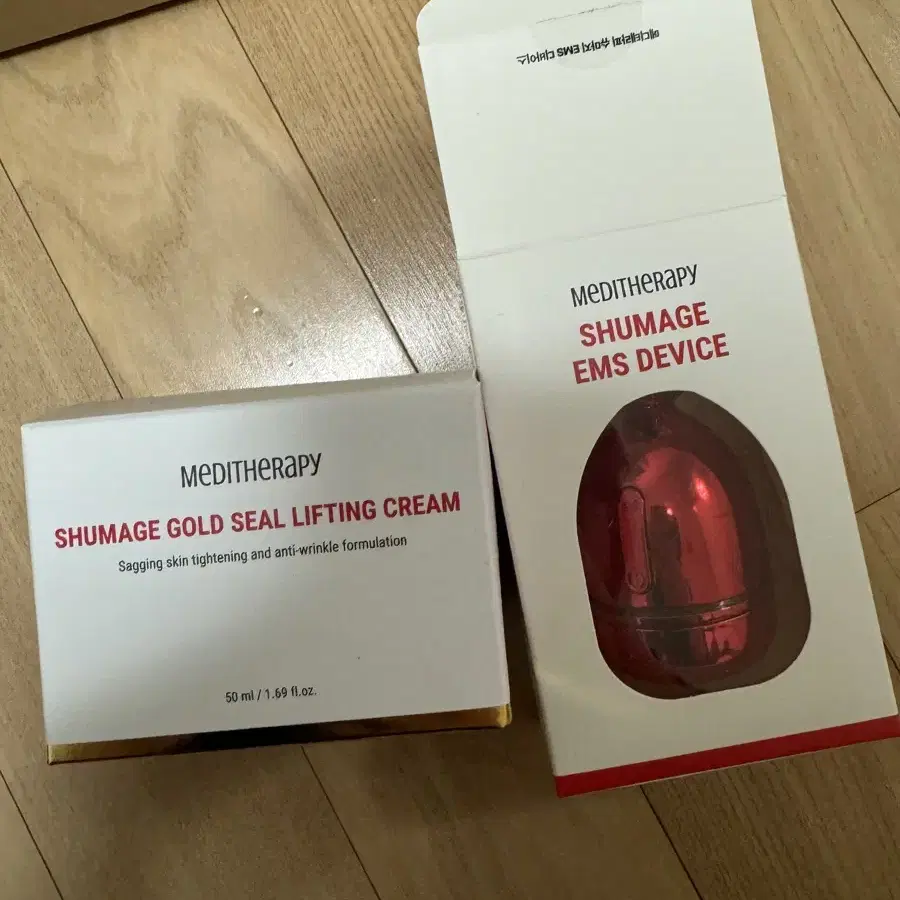 MEDITHERAPY
SHUMAGE GOLD SEAL LIFTING CREAM
Sagging skin tightening and anti-wrinkle formulation
50 ml / 1.69 fl.oz.
메디테라피 슈마지 EMS 디바이스
MEDITHERAPY
SHUMAGE
EMS DEVICE